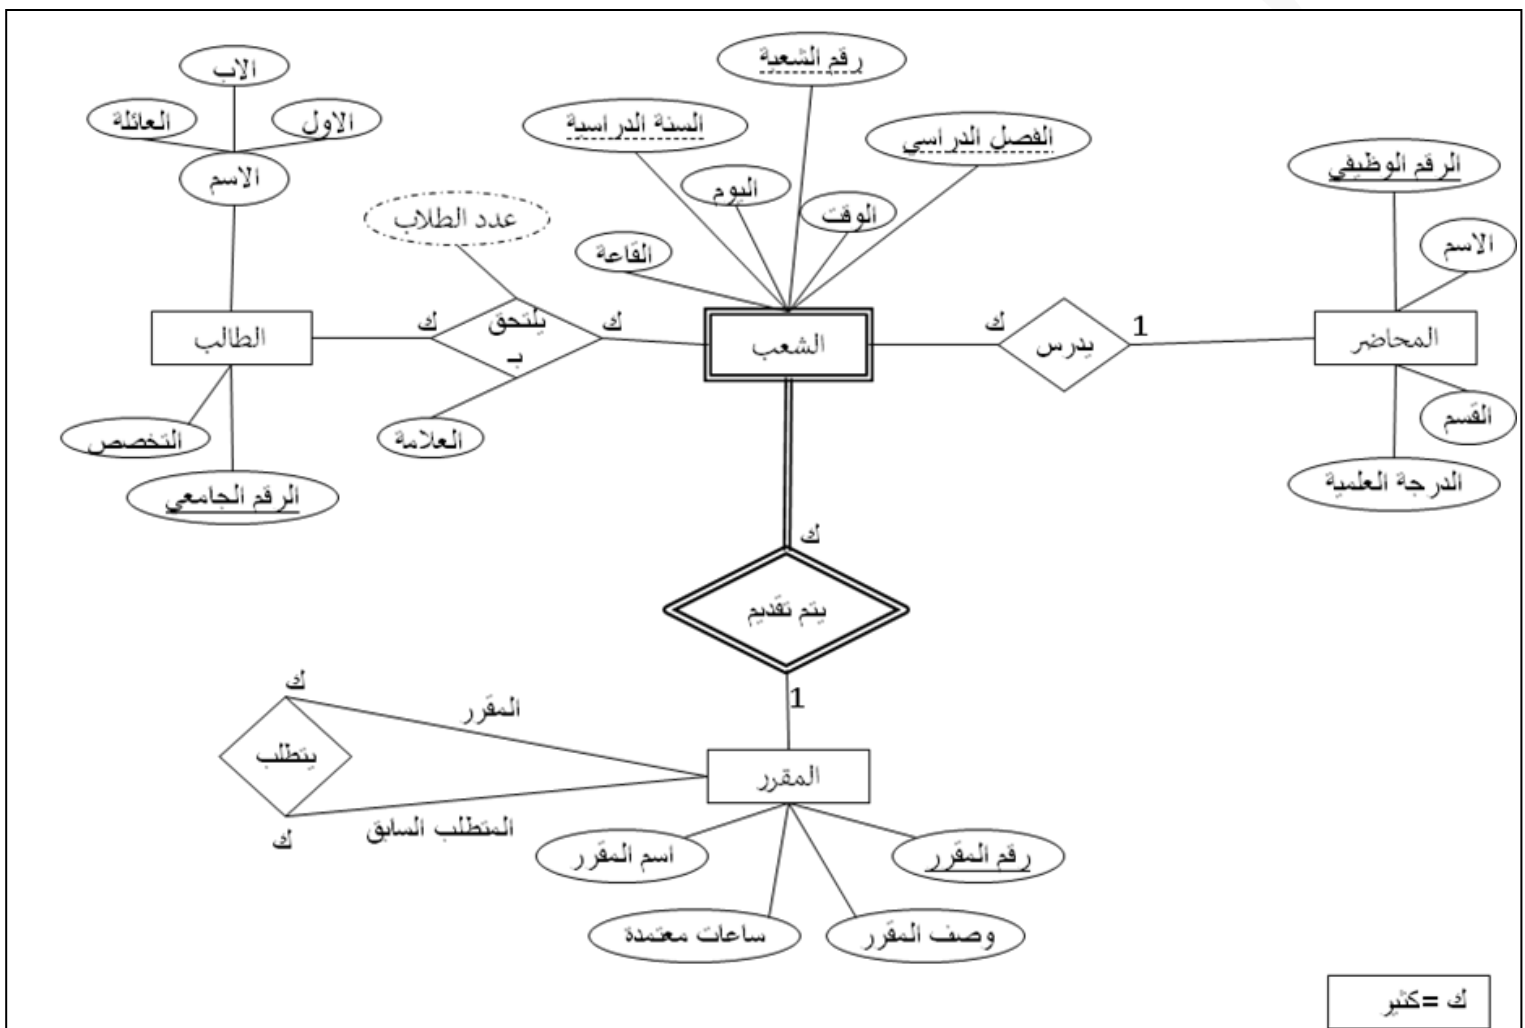 الاب
رقم الشعبة
الاول
العائلة
الفصل الدراسي
السنة الدراسية
الرقم الوظيفي
الاسم
اليوم
الوقت
عدد الطلاب
الاسم
القاعة
ك
ك
يلتحق
بـ
الطالب
الشعب
ك
يدرس
1
المحاضر
التخصص
العلامة
القسم
الرقم الجامعي
الدرجة العلمية
ك
يتم تقديم
1
ك
المقرر
يتطلب
المقرر
المتطلب السابق
ك
رقم المقرر
اسم المقرر
وصف المقرر
ساعات معتمدة
ك =كثير